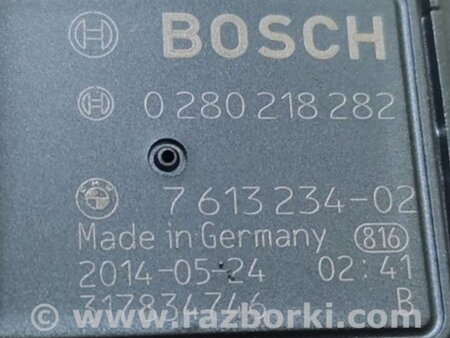 BOSCH
0 280 218 282
7 613 234-02
Made in Germany 816
2014-05-24 02:41
317834746 B
© www.razborki.com